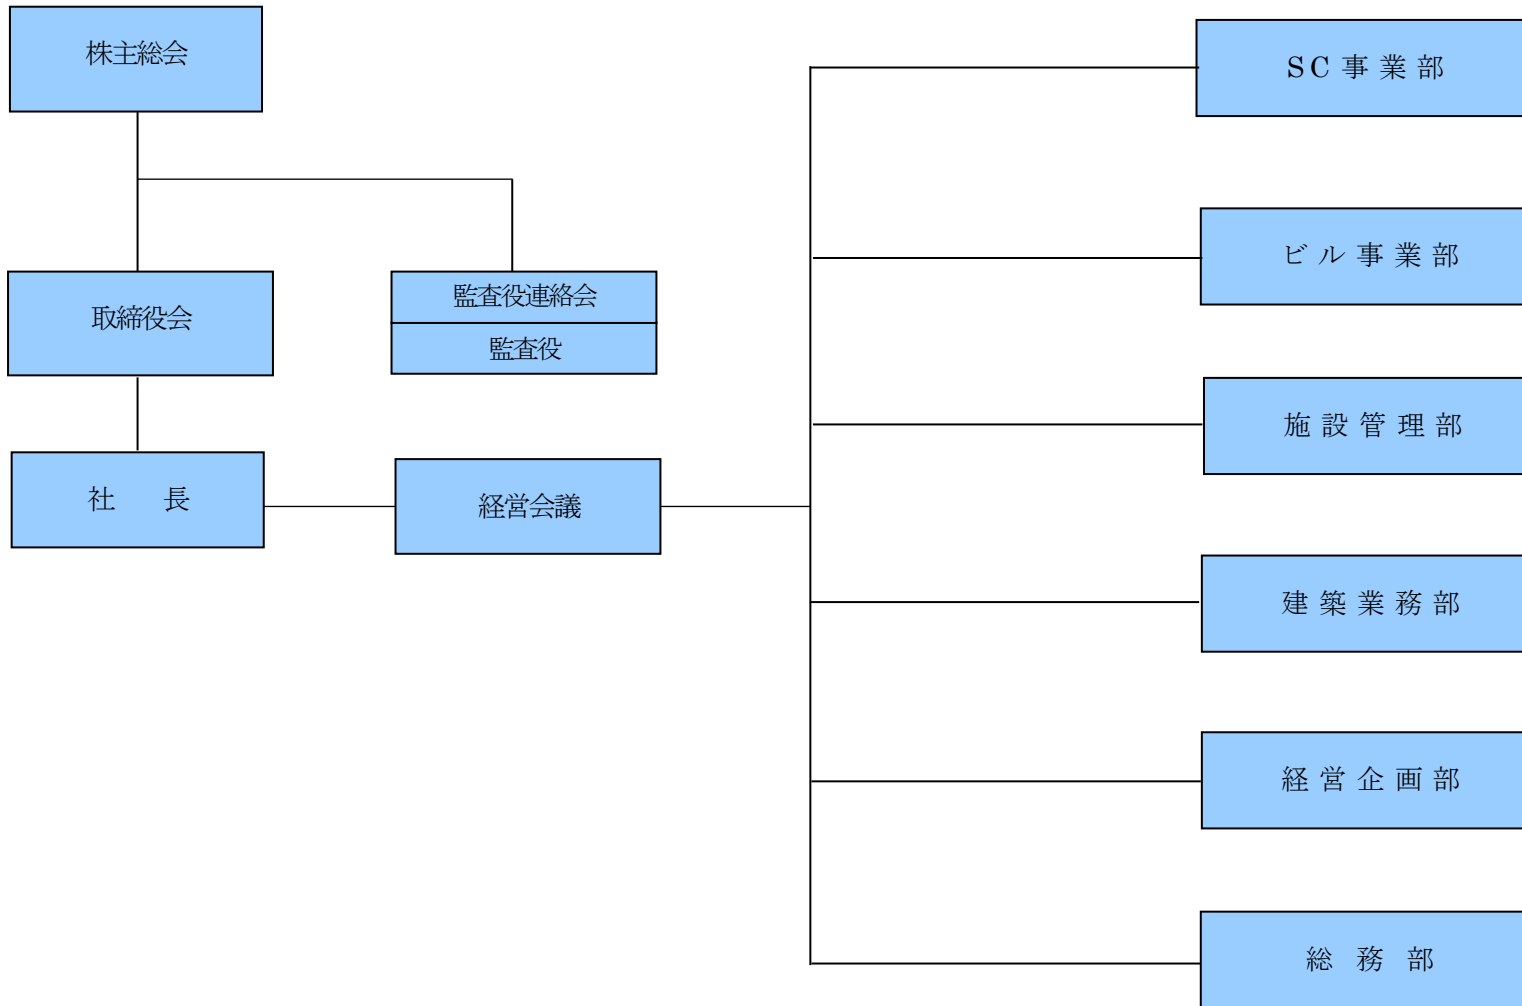 株主総会
取締役会
監査役連絡会
監査役
社　長
経営会議
SC事業部
ビル事業部
施設管理部
建築業務部
経営企画部
総務部